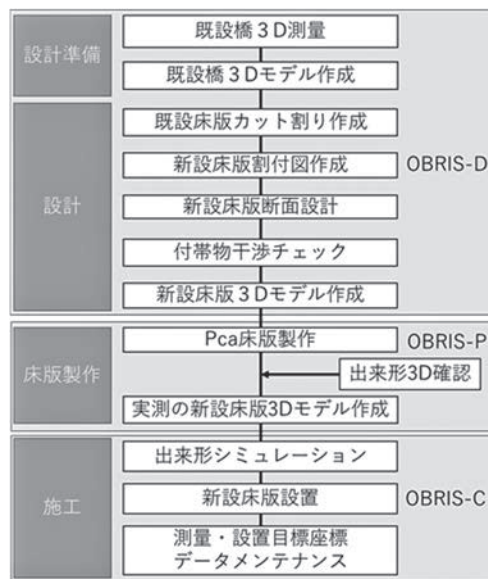 設計準備
既設橋３Ｄ測量
既設橋３Ｄモデル作成
設計
既設床版カット割り作成
新設床版割付図作成
OBRIS-D
新設床版断面設計
付帯物干渉チェック
新設床版３Ｄモデル作成
床版製作
Pca床版製作
OBRIS-P
出来形3D確認
実測の新設床版3Dモデル作成
施工
出来形シミュレーション
新設床版設置
OBRIS-C
測量・設置目標座標
データメンテナンス